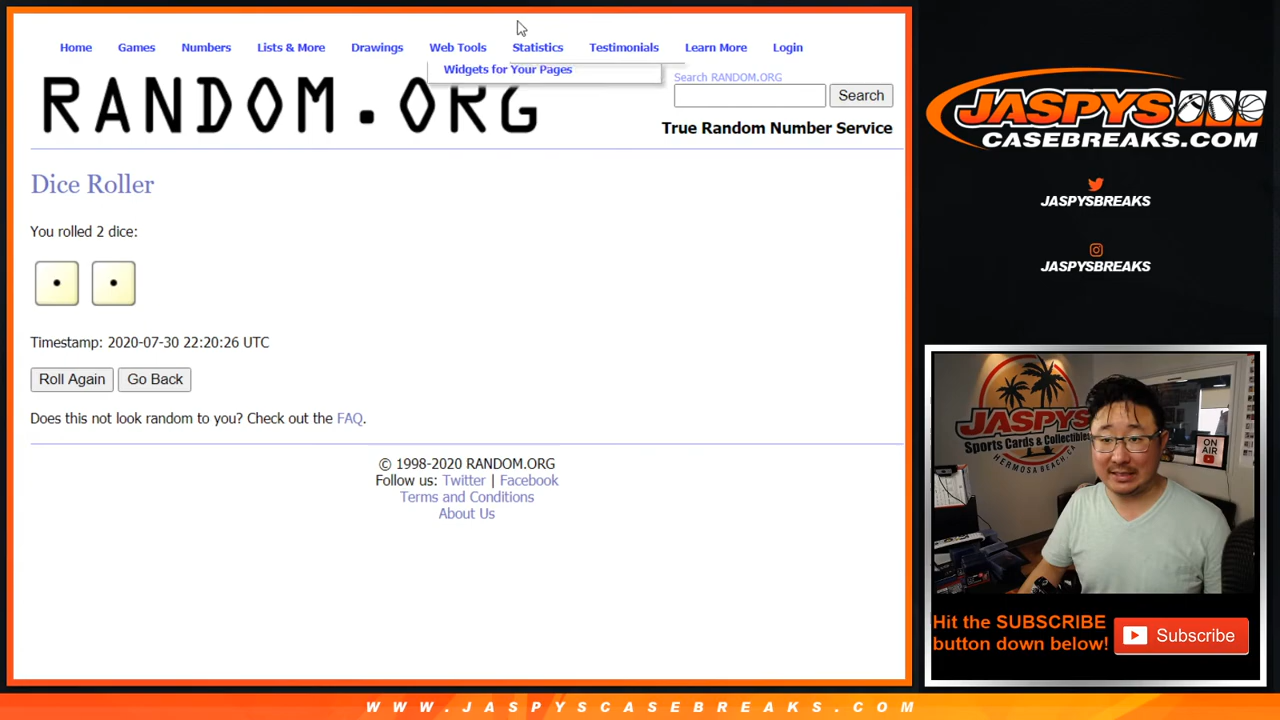 Home Games Numbers Lists & More Drawings Web Tools Statistics Testimonials Learn More Login
Widgets for Your Pages
RANDOM.ORG
Search RANDOM.ORG
Search
True Random Number Service
Dice Roller
You rolled 2 dice:
Timestamp: 2020-07-30 22:20:26 UTC
Roll Again Go Back
Does this not look random to you? Check out the FAQ.
© 1998-2020 RANDOM.ORG
Follow us: Twitter | Facebook
Terms and Conditions
About Us
JASPYS
CASEBREAKS.COM
JASPYSBREAKS
JASPYSBREAKS
JASPYS
Sports Cards & Collectibles
HERMOSA BEACH, CA
ON AIR
Hit the SUBSCRIBE
button down below!
Subscribe
WWW.JASPYSCASEBREAKS.COM